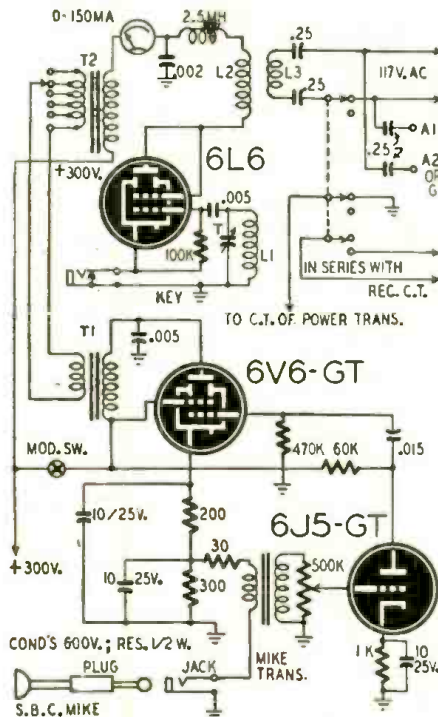 0-150MA
2.5MH
T2
.002
L2
L3
.25
.25
117V. AC
A1
.25
A2
OR
G
+300V.
6L6
.005
100K
T
L1
KEY
IN SERIES WITH
REC. C.T.
TO C.T. OF POWER TRANS.
T1
.005
6V6-GT
470K
60K
.015
MOD. SW.
10/25V.
200
30
6J5-GT
500K
10
25V.
300
+300V.
COND'S 600V.; RES. 1/2 W.
MIKE
TRANS.
1K
10
25V.
PLUG
JACK
S.B.C. MIKE